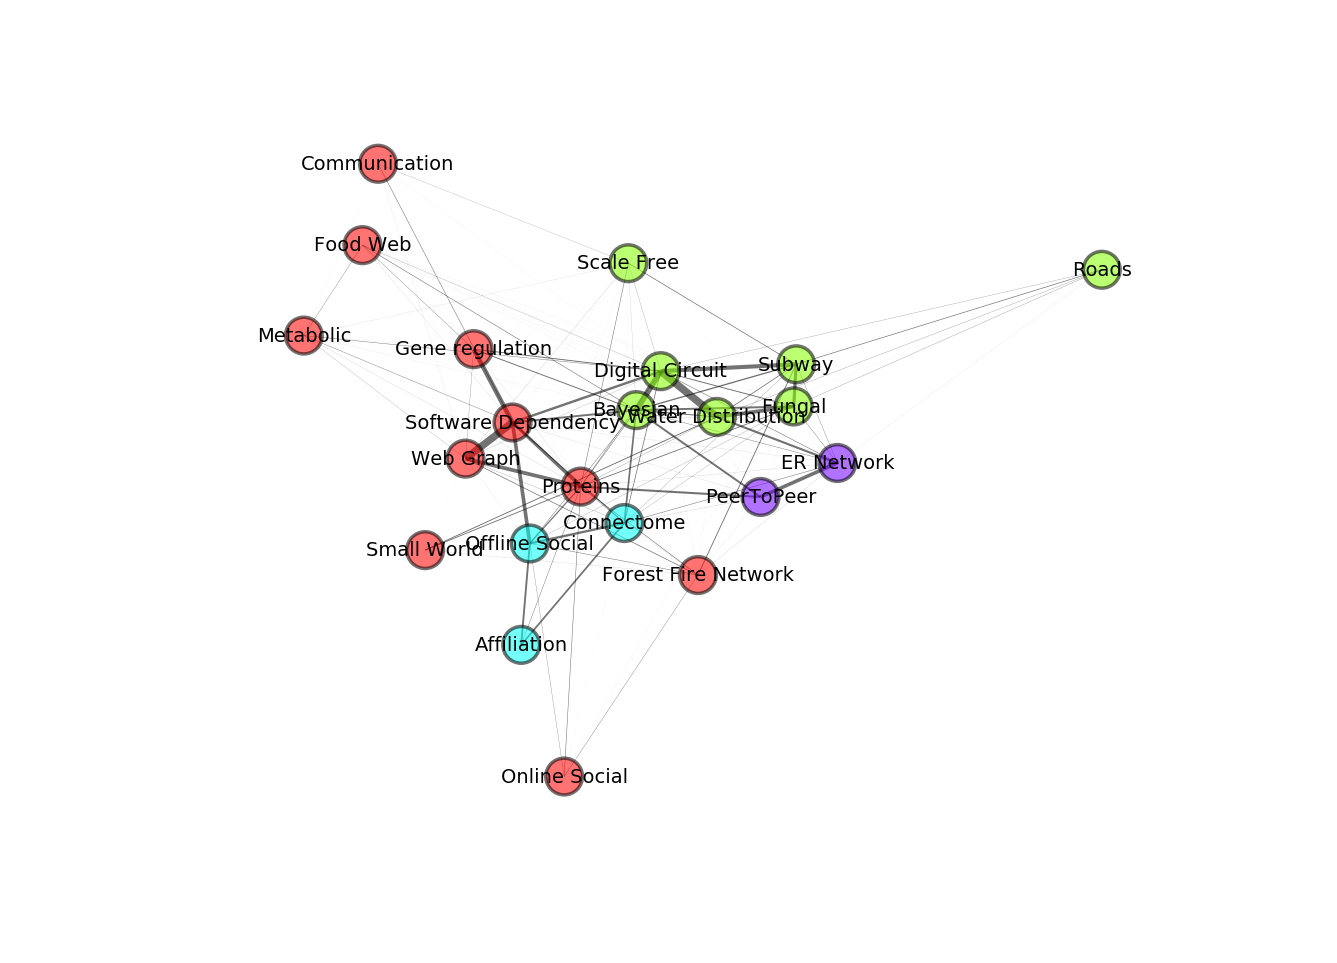 Communication
Food Web
Scale Free
Roads
Metabolic
Gene regulation
Digital Circuit
Subway
Bayesian
Fungal
Water Distribution
Software Dependency
Web Graph
ER Network
Proteins
PeerToPeer
Connectome
Offline Social
Small World
Forest Fire Network
Affiliation
Online Social